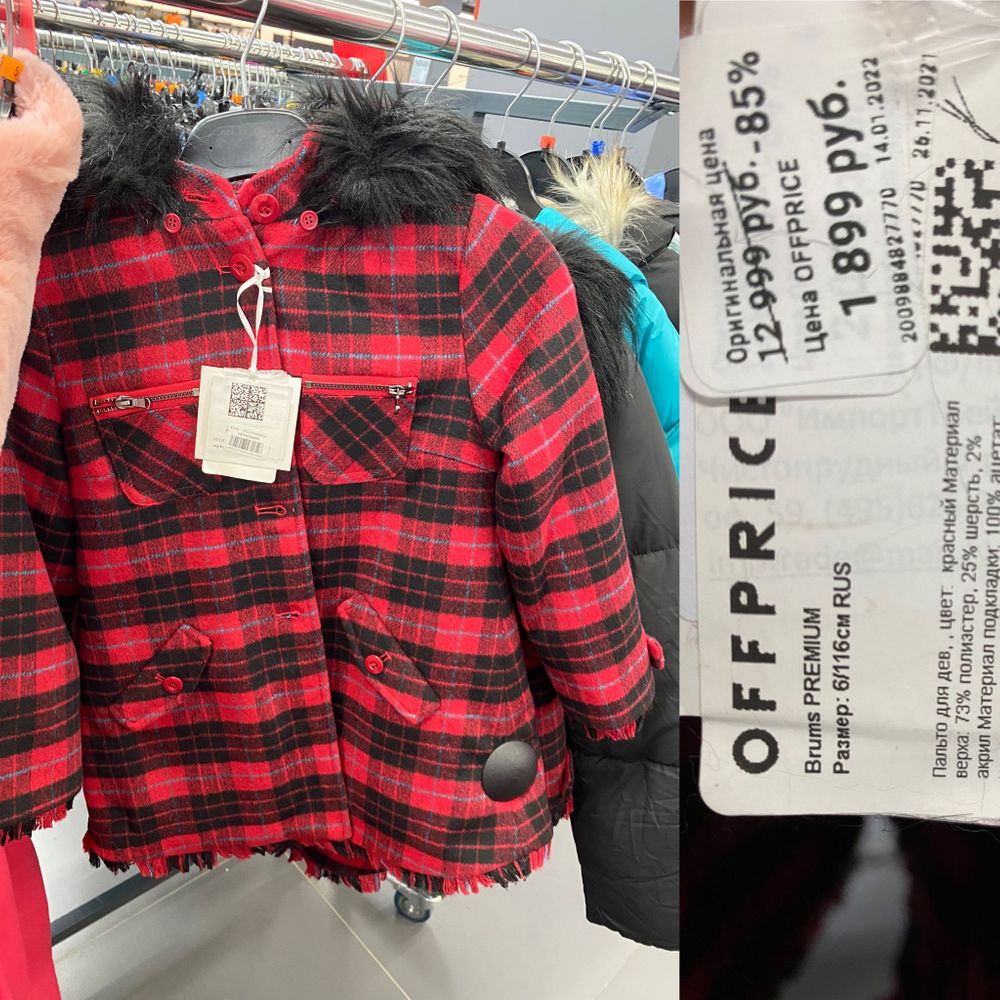 Оригинальная цена
12 999 руб. -85%
Цена OFFPRICE
1 899 руб.
2009884827770 14.01.2022
26.11.2021
OFFPRICE
Brums PREMIUM
Размер: 6/116см RUS
Пальто для дев, , цвет: красный Материал
верха: 73% полиэстер, 25% шерсть, 2%
акрил Материал подкладки: 100% ацетат